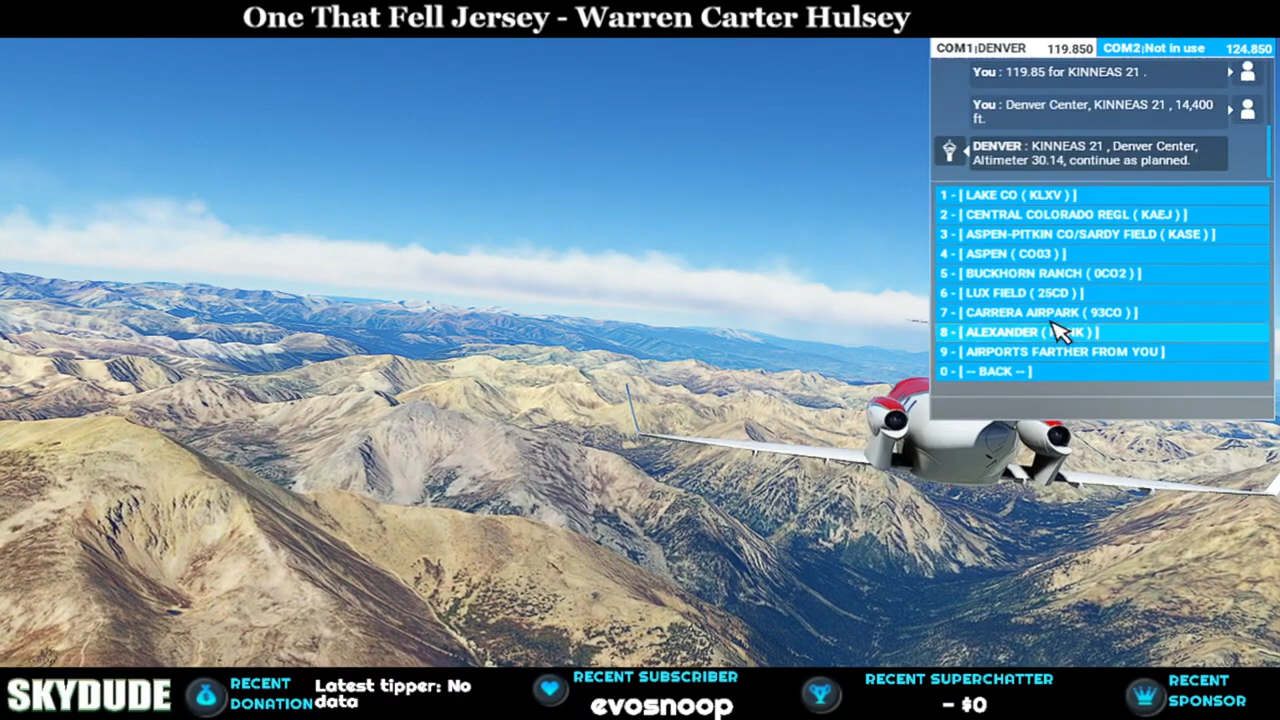 One That Fell Jersey - Warren Carter Hulsey
COM1|DENVER 119.850 COM2|Not in use 124.850
You : 119.85 for KINNEAS 21 .
You : Denver Center, KINNEAS 21 , 14,400
ft.
DENVER : KINNEAS 21 , Denver Center,
Altimeter 30.14, continue as planned.
1 - [ LAKE CO ( KLXV ) ]
2 - [ CENTRAL COLORADO REGL ( KAEJ ) ]
3 - [ ASPEN-PITKIN CO/SARDY FIELD ( KASE ) ]
4 - [ ASPEN ( CO03 ) ]
5 - [ BUCKHORN RANCH ( 0CO2 ) ]
6 - [ LUX FIELD ( 25CD ) ]
7 - [ CARRERA AIRPARK ( 93CO ) ]
8 - [ ALEXANDER ( ) ]
9 - [ AIRPORTS FARTHER FROM YOU ]
0 - [ -- BACK -- ]
SKYDUDE
RECENT
DONATION
Latest tipper: No
data
RECENT SUBSCRIBER
evosnoop
RECENT SUPERCHATTER
- $0
RECENT
SPONSOR